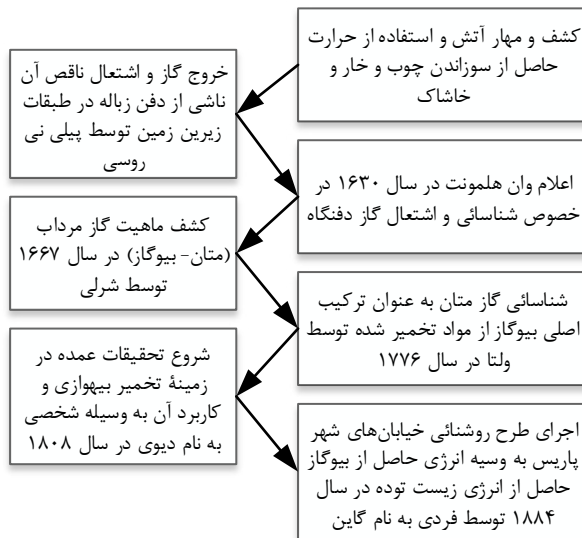 کشف و مهار آتش و استفاده از حرارت
حاصل از سوزاندن چوب و خار و
خاشاک
خروج گاز و اشتعال ناقص آن
ناشی از دفن زباله در طبقات
زیرین زمین توسط پیلی نی
روسی
اعلام وان هلمونت در سال ۱۶۳۰ در
خصوص شناسائی و اشتعال گاز دفنگاه
کشف ماهیت گاز مرداب
(متان- بیوگاز) در سال ۱۶۶۷
توسط شرلی
شناسائی گاز متان به عنوان ترکیب
اصلی بیوگاز از مواد تخمیر شده توسط
ولتا در سال ۱۷۷۶
شروع تحقیقات عمده در
زمینهٔ تخمیر بیهوازی و
کاربرد آن به وسیله شخصی
به نام دیوی در سال ۱۸۰۸
اجرای طرح روشنائی خیابان‌های شهر
پاریس به وسیه انرژی حاصل از بیوگاز
حاصل از انرژی زیست توده در سال
۱۸۸۴ توسط فردی به نام گاین